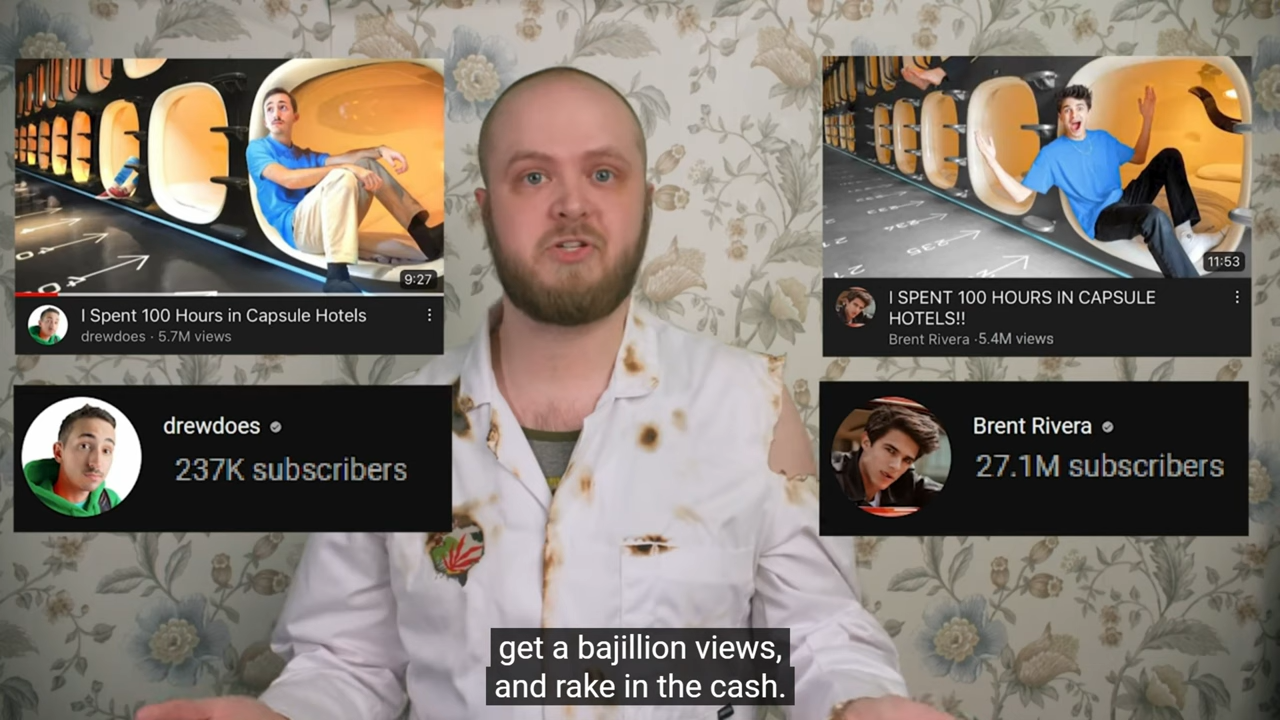 9:27
I Spent 100 Hours in Capsule Hotels
drewdoes · 5.7M views
drewdoes
237K subscribers
235
11:53
I SPENT 100 HOURS IN CAPSULE
HOTELS!!
Brent Rivera · 5.4M views
Brent Rivera
27.1M subscribers
get a bajillion views,
and rake in the cash.